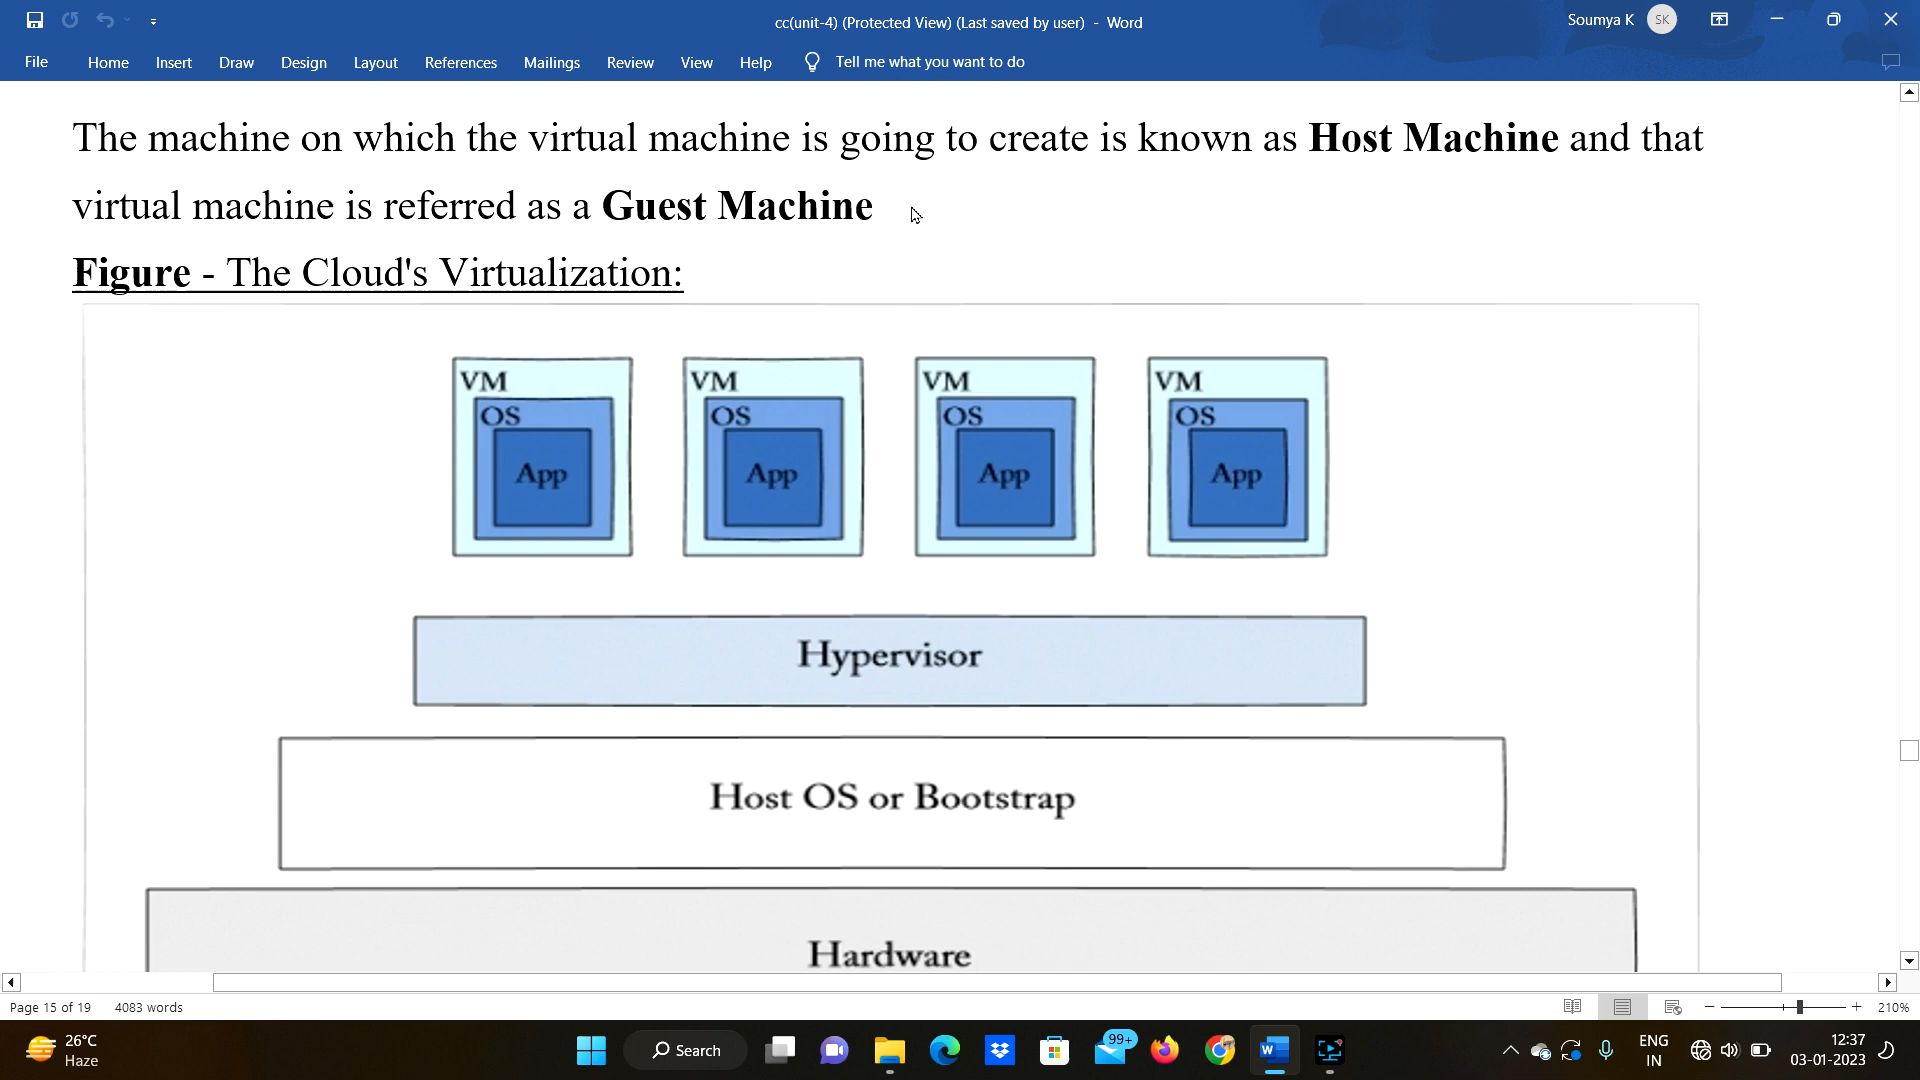 cc(unit-4) (Protected View) (Last saved by user) - Word
Soumya K
SK
File Home Insert Draw Design Layout References Mailings Review View Help Tell me what you want to do
The machine on which the virtual machine is going to create is known as Host Machine and that
virtual machine is referred as a Guest Machine
Figure - The Cloud's Virtualization:
VM VM VM VM
OS OS OS OS
App App App App
Hypervisor
Host OS or Bootstrap
Hardware
Page 15 of 19 4083 words
210%
26°C
Haze
Search
99+
ENG
IN
12:37
03-01-2023